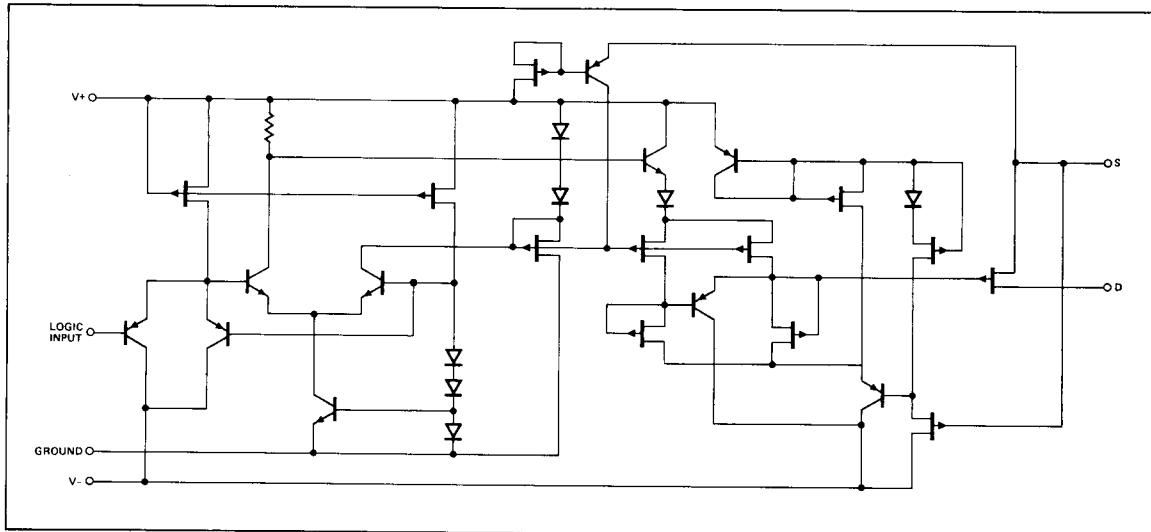 V+
S
D
LOGIC
INPUT
GROUND
V-